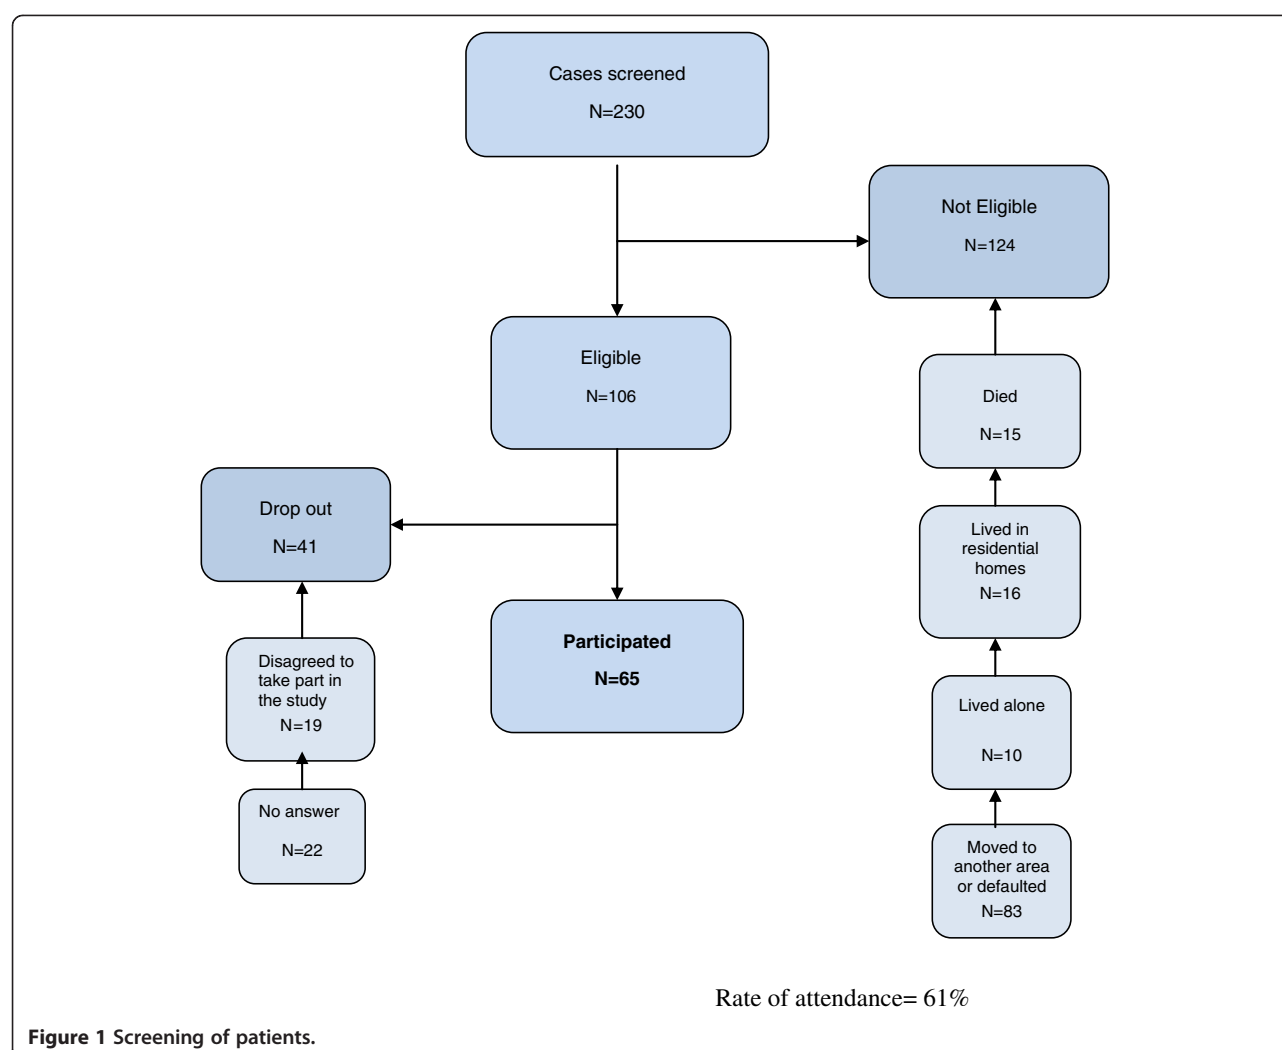 Cases screened
N=230
Not Eligible
N=124
Eligible
N=106
Died
N=15
Drop out
N=41
Lived in
residential
homes
N=16
Participated
N=65
Disagreed to
take part in
the study
N=19
Lived alone
N=10
No answer
N=22
Moved to
another area
or defaulted
N=83
Rate of attendance= 61%
Figure 1 Screening of patients.